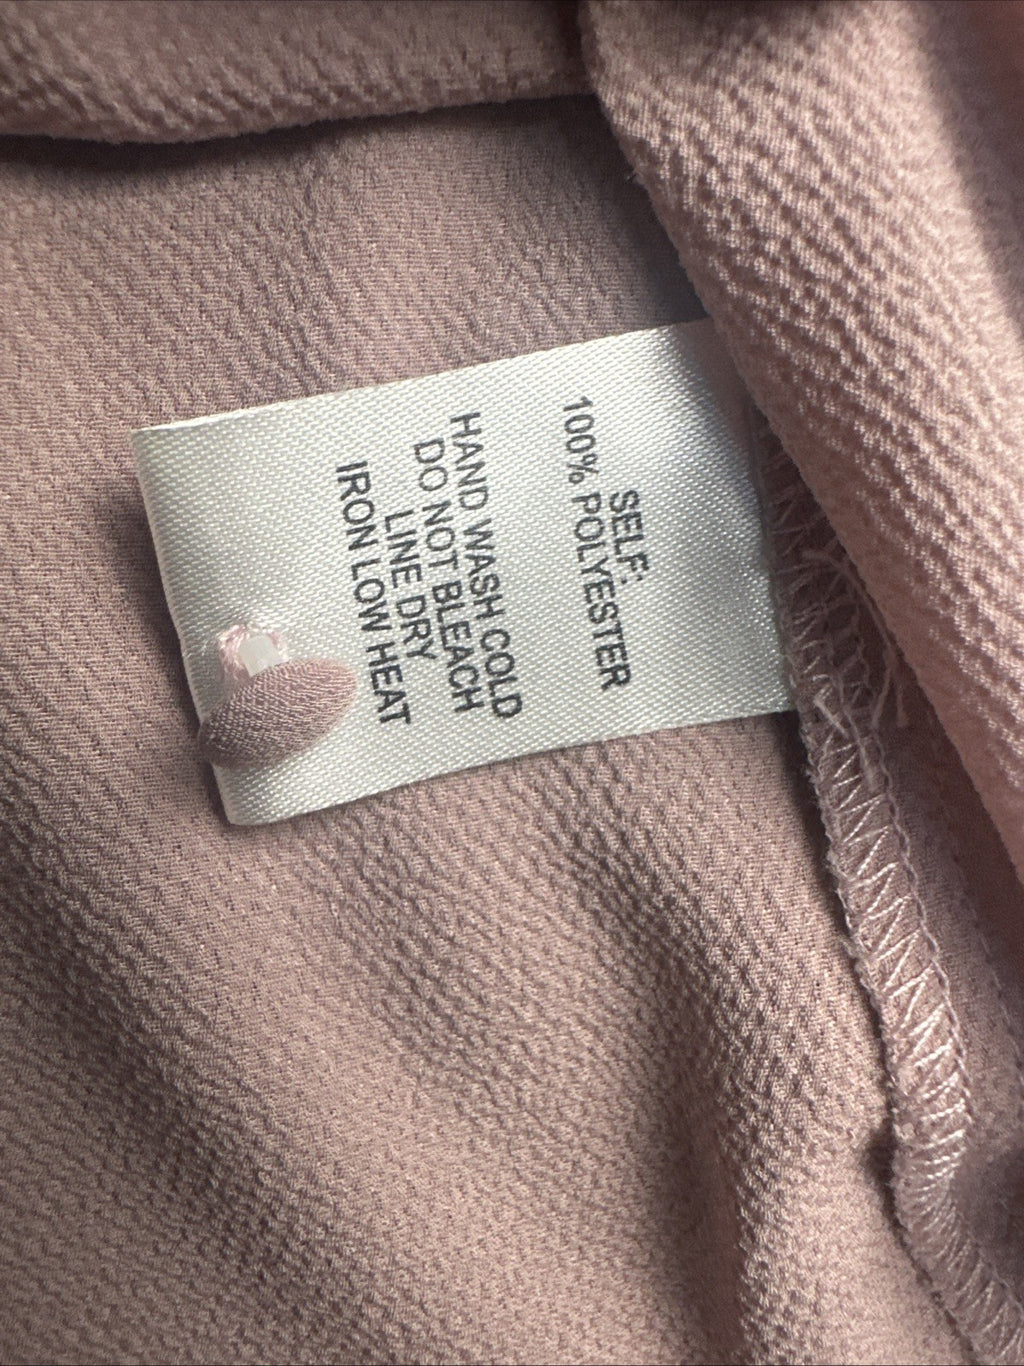 SELF:
100% POLYESTER
HAND WASH COLD
DO NOT BLEACH
LINE DRY
IRON LOW HEAT